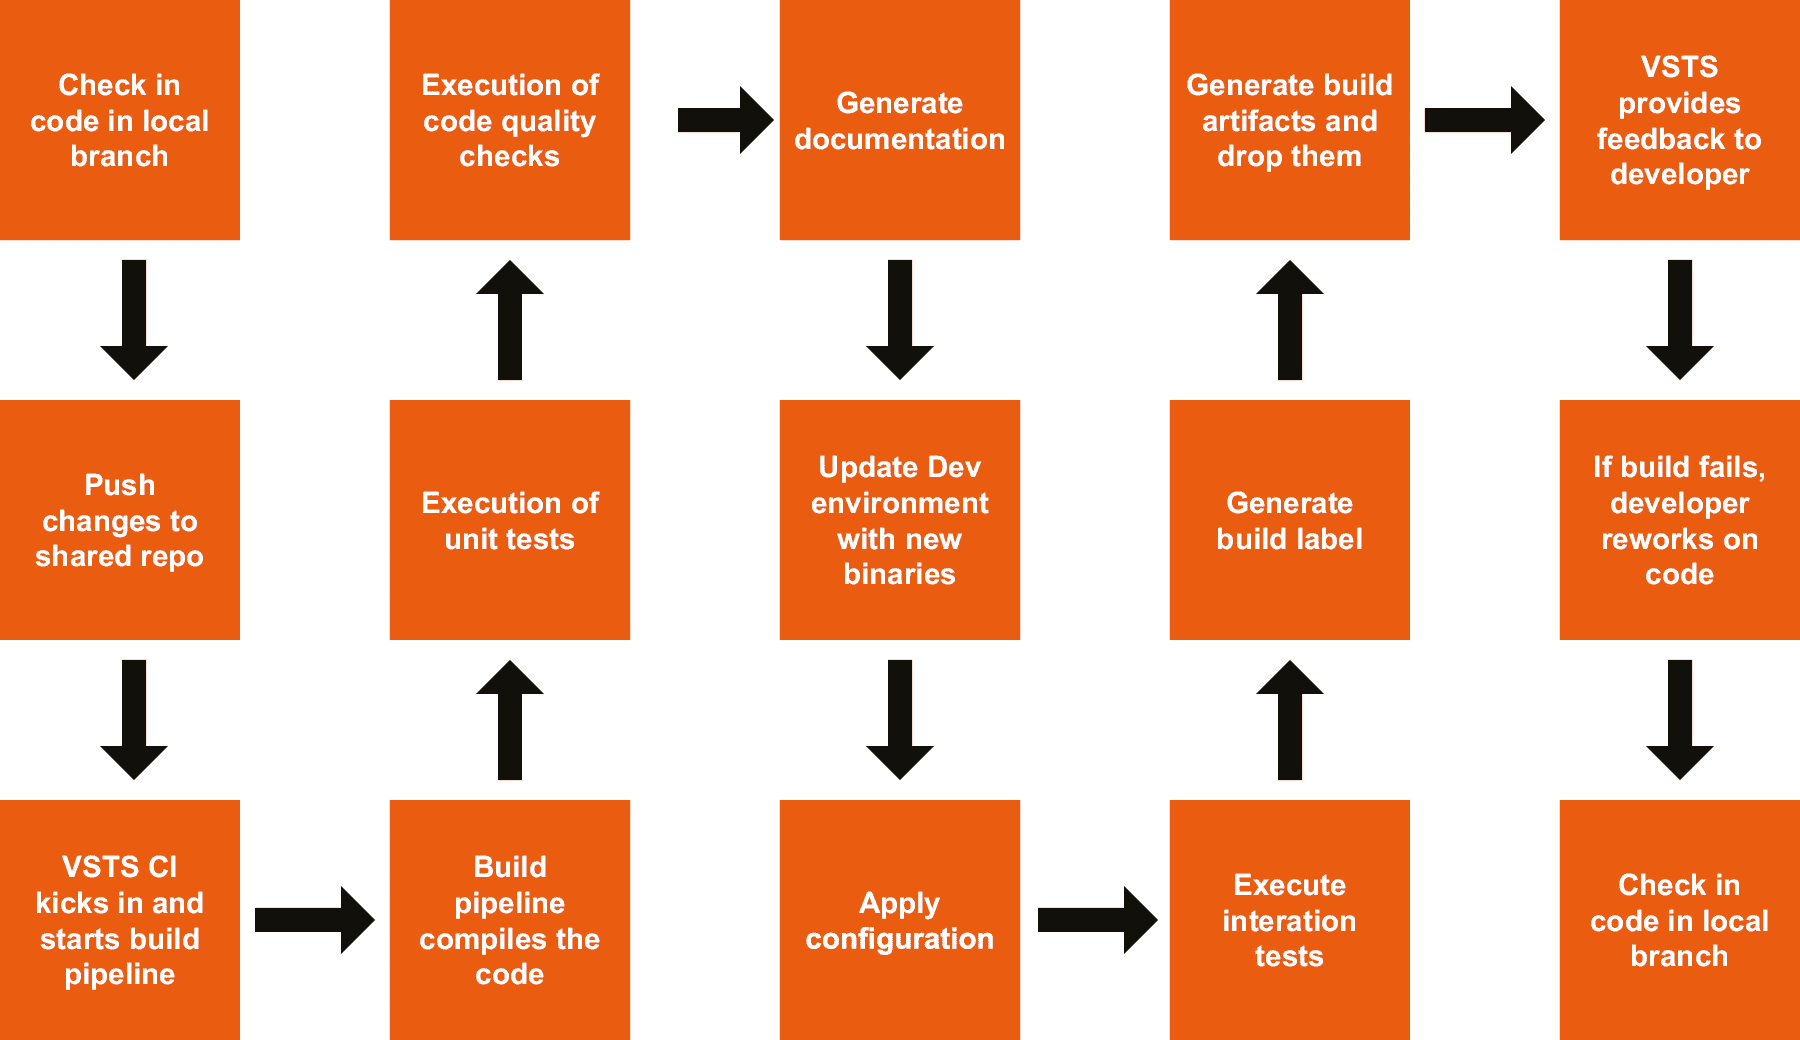 Check in
code in local
branch
Push
changes to
shared repo
VSTS CI
kicks in and
starts build
pipeline
Build
pipeline
compiles the
code
Execution of
unit tests
Execution of
code quality
checks
Generate
documentation
Update Dev
environment
with new
binaries
Apply
configuration
Execute
interation
tests
Generate
build label
Generate build
artifacts and
drop them
VSTS
provides
feedback to
developer
If build fails,
developer
reworks on
code
Check in
code in local
branch